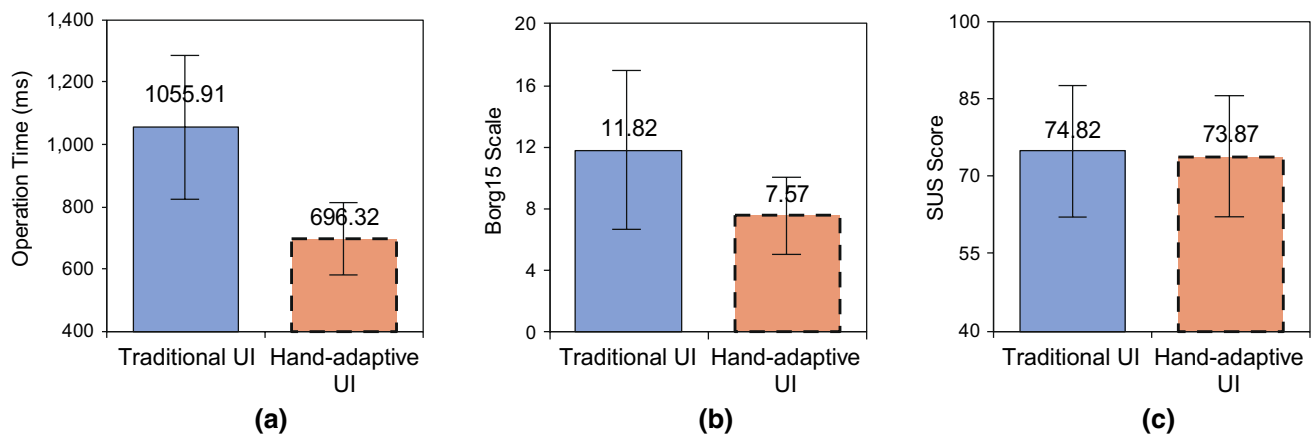 Operation Time (ms)
1,400
1,200
1,000
800
600
400
1055.91
696.32
Traditional UI
Hand-adaptive
UI
(a)
Borg15 Scale
20
16
12
8
4
0
11.82
7.57
Traditional UI
Hand-adaptive
UI
(b)
SUS Score
100
85
70
55
40
74.82
73.87
Traditional UI
Hand-adaptive
UI
(c)